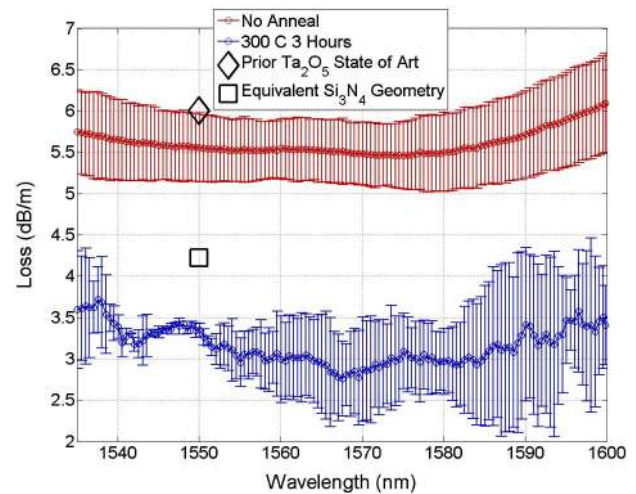 No Anneal
300 C 3 Hours
Prior Ta₂O₅ State of Art
Equivalent Si₃N₄ Geometry
7
6.5
6
5.5
5
4.5
4
3.5
3
2.5
2
Loss (dB/m)
1540 1550 1560 1570 1580 1590 1600
Wavelength (nm)